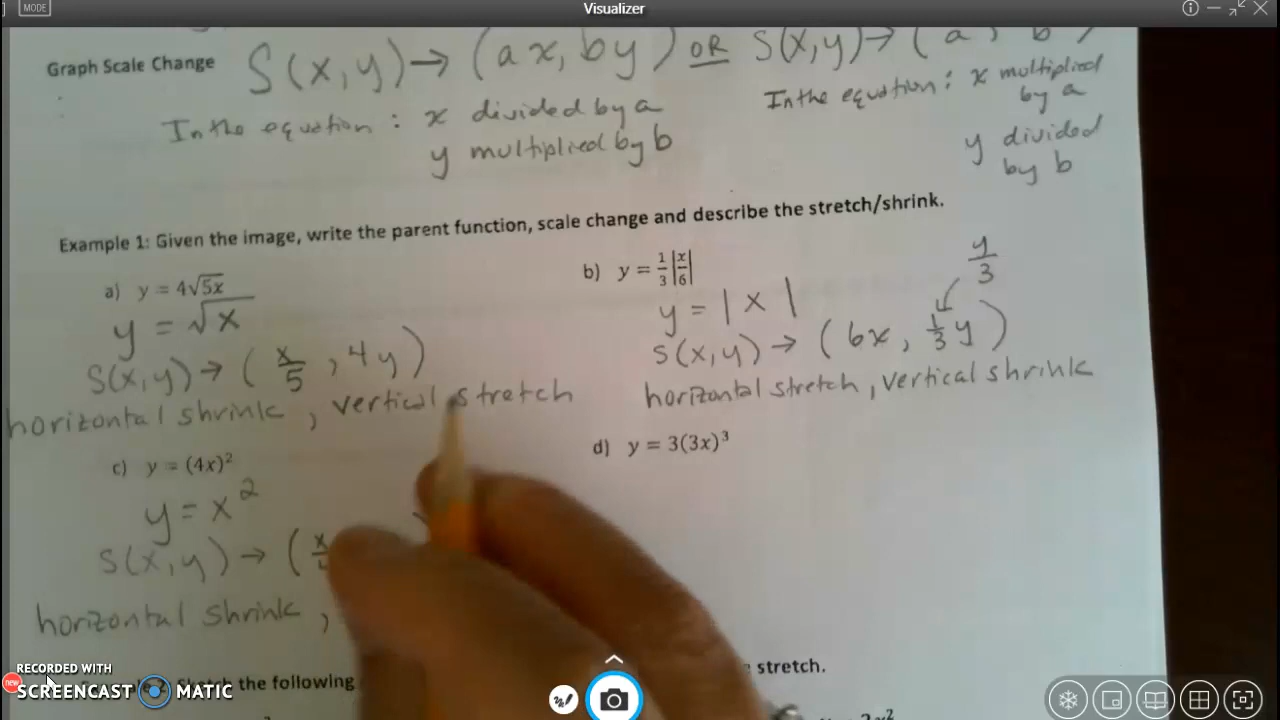 MODE
Visualizer
Graph Scale Change
S(x,y)→(ax, by) OR S(x,y)→(
In the equation: x divided by a
y multiplied by b
In the equation: x multiplied
by a
y divided
by b
Example 1: Given the image, write the parent function, scale change and describe the stretch/shrink.
a) y = 4√5x
y = √x
S(x,y)→(x/5, 4y)
horizontal shrink, vertical stretch
b) y = 1/3|x/6|
y/3
y = |x|
S(x,y)→(6x, 1/3y)
horizontal stretch, vertical shrink
c) y = (4x)²
y = x²
S(x,y)→(x
horizontal shrink,
d) y = 3(3x)³
the following
stretch.
RECORDED WITH
new
SCREENCAST MATIC